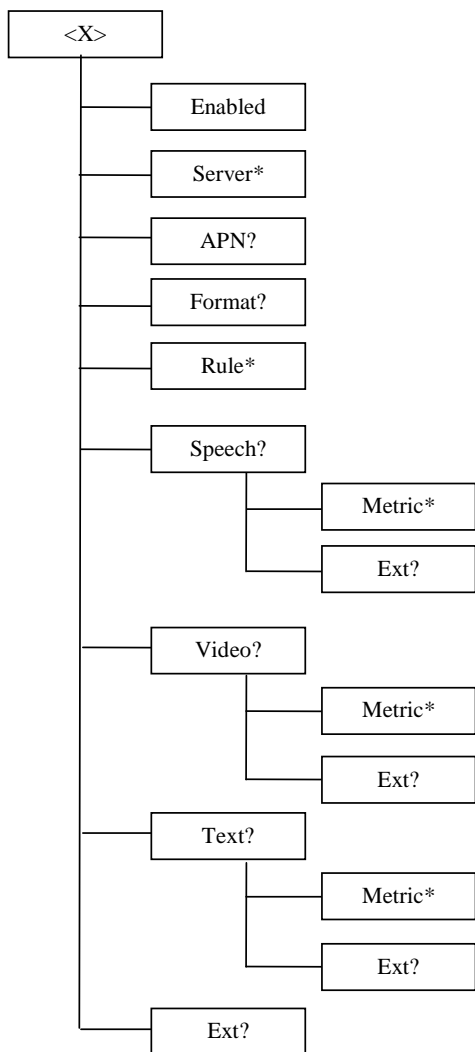 <X>
Enabled
Server*
APN?
Format?
Rule*
Speech?
Metric*
Ext?
Video?
Metric*
Ext?
Text?
Metric*
Ext?
Ext?